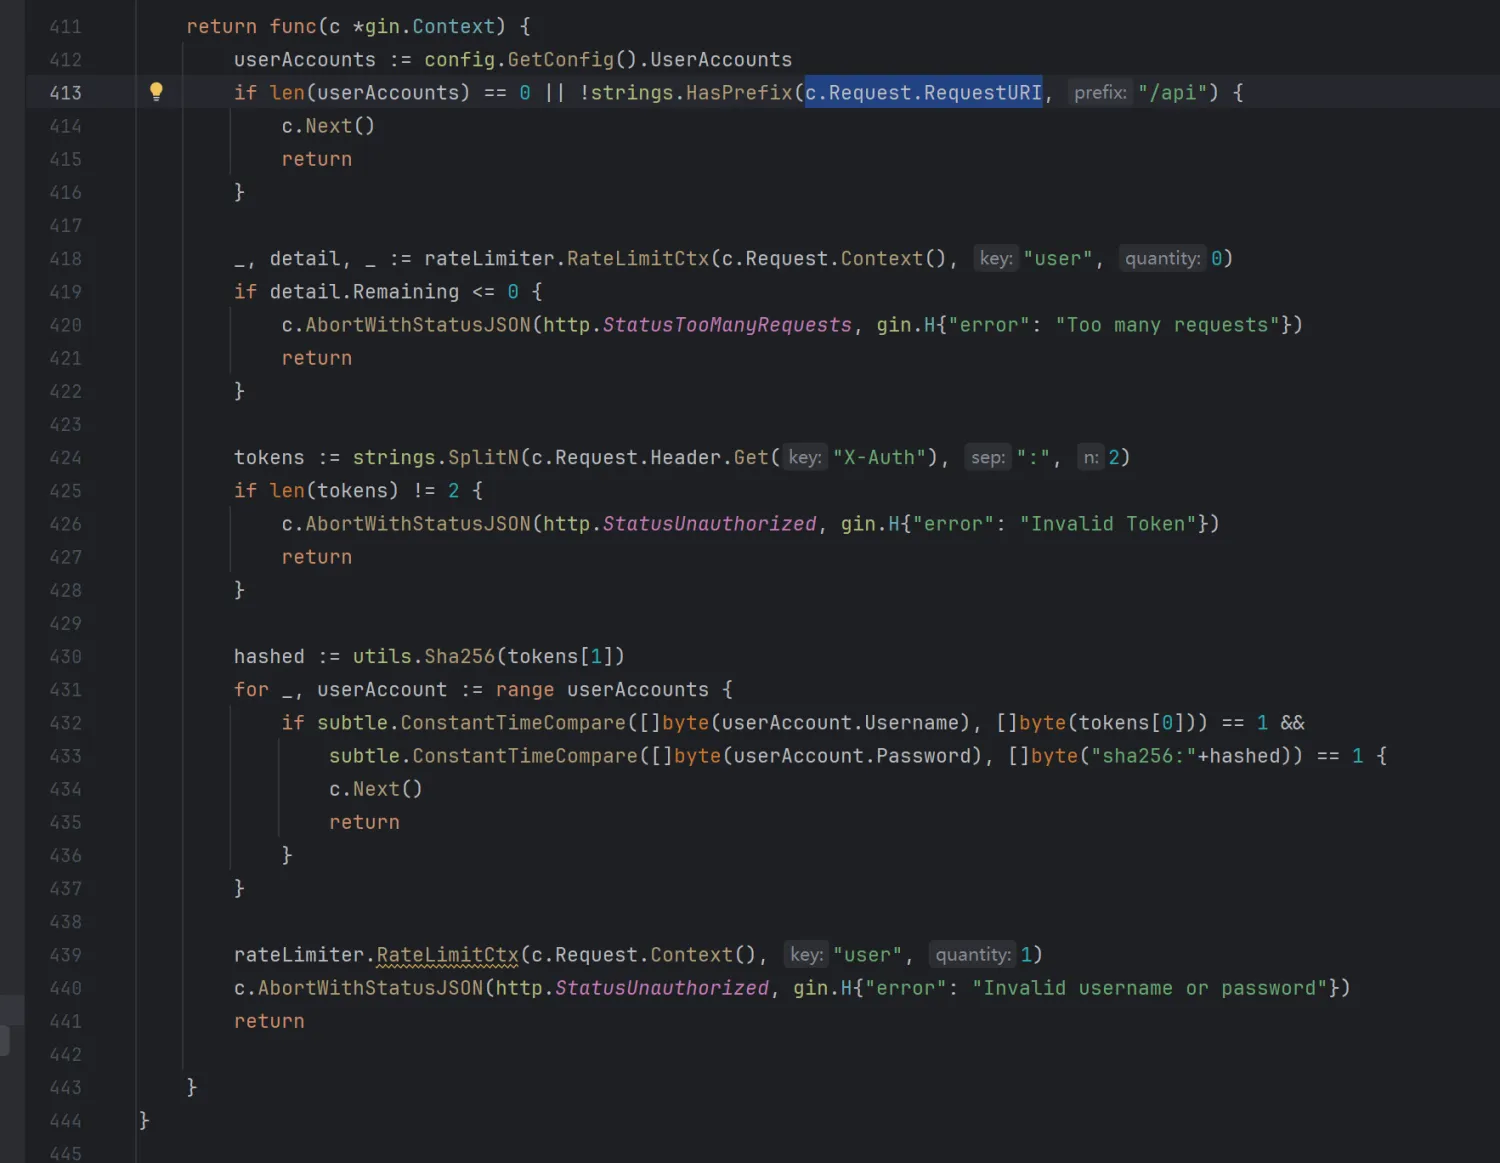 411 return func(c *gin.Context) {
412 userAccounts := config.GetConfig().UserAccounts
413 if len(userAccounts) == 0 || !strings.HasPrefix(c.Request.RequestURI, prefix: "/api") {
414 c.Next()
415 return
416 }
417
418 _, detail, _ := rateLimiter.RateLimitCtx(c.Request.Context(), key: "user", quantity: 0)
419 if detail.Remaining <= 0 {
420 c.AbortWithStatusJSON(http.StatusTooManyRequests, gin.H{"error": "Too many requests"})
421 return
422 }
423
424 tokens := strings.SplitN(c.Request.Header.Get( key: "X-Auth"), sep: ":", n: 2)
425 if len(tokens) != 2 {
426 c.AbortWithStatusJSON(http.StatusUnauthorized, gin.H{"error": "Invalid Token"})
427 return
428 }
429
430 hashed := utils.Sha256(tokens[1])
431 for _, userAccount := range userAccounts {
432 if subtle.ConstantTimeCompare([]byte(userAccount.Username), []byte(tokens[0])) == 1 &&
433 subtle.ConstantTimeCompare([]byte(userAccount.Password), []byte("sha256:"+hashed)) == 1 {
434 c.Next()
435 return
436 }
437 }
438
439 rateLimiter.RateLimitCtx(c.Request.Context(), key: "user", quantity: 1)
440 c.AbortWithStatusJSON(http.StatusUnauthorized, gin.H{"error": "Invalid username or password"})
441 return
442
443 }
444 }
445